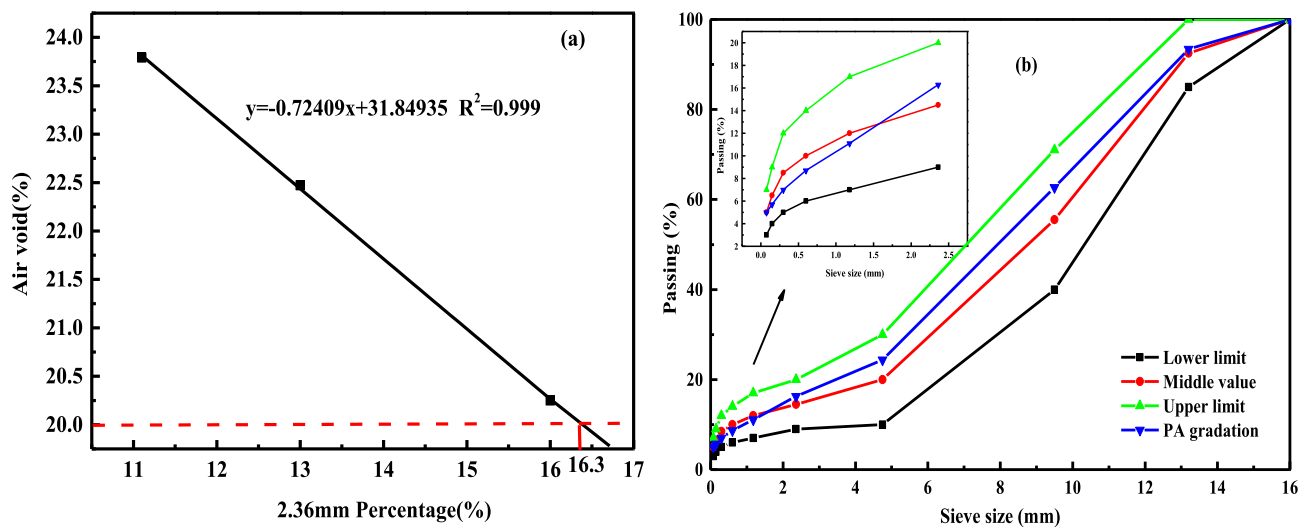 (a)
24.0
23.5
23.0
22.5
22.0
21.5
21.0
20.5
20.0
Air void(%)
y=-0.72409x+31.84935 R²=0.999
11 12 13 14 15 16 16.3 17
2.36mm Percentage(%)
(b)
100
80
60
40
20
0
Passing (%)
20
18
16
14
12
10
8
6
4
2
Passing (%)
0.0 0.5 1.0 1.5 2.0 2.5
Sieve size (mm)
Lower limit
Middle value
Upper limit
PA gradation
0 2 4 6 8 10 12 14 16
Sieve size (mm)